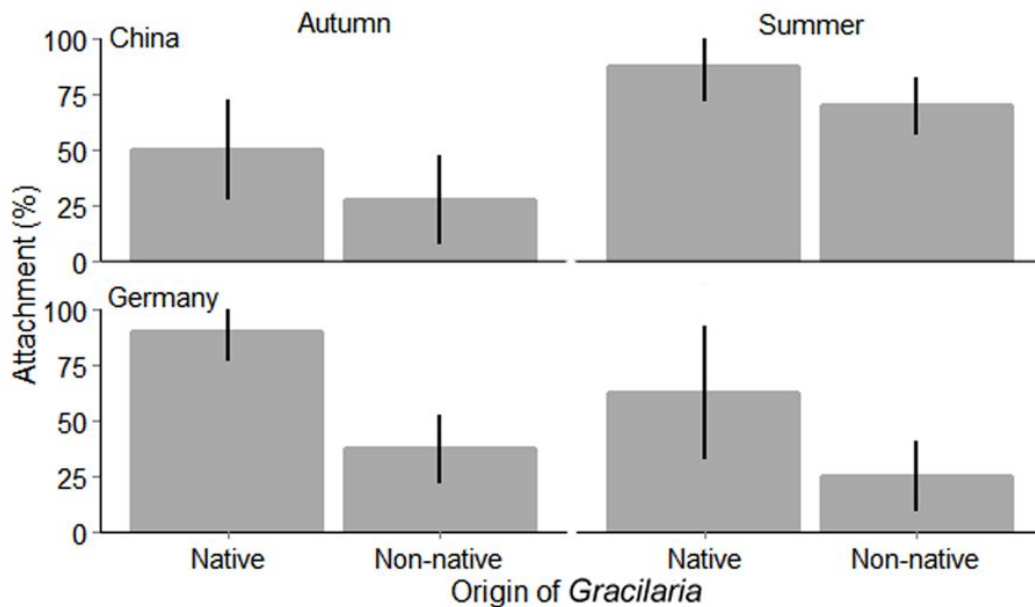 Autumn
Summer
China
100
75
50
25
0
Germany
100
75
50
25
0
Attachment (%)
Native
Non-native
Native
Non-native
Origin of Gracilaria